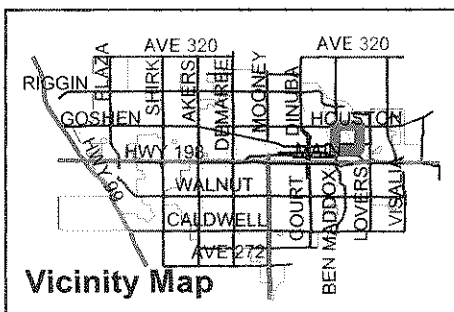 AVE 320
AVE 320
RIGGIN
PLAZA
SHIRK
AKERS
DEMAREE
MOONEY
DINUBA
GOSHEN
HOUSTON
HWY 198
MAIN
HWY 99
WALNUT
CALDWELL
COURT
BEN MADDOX
LOVERS
VISALIA
AVE 272
Vicinity Map